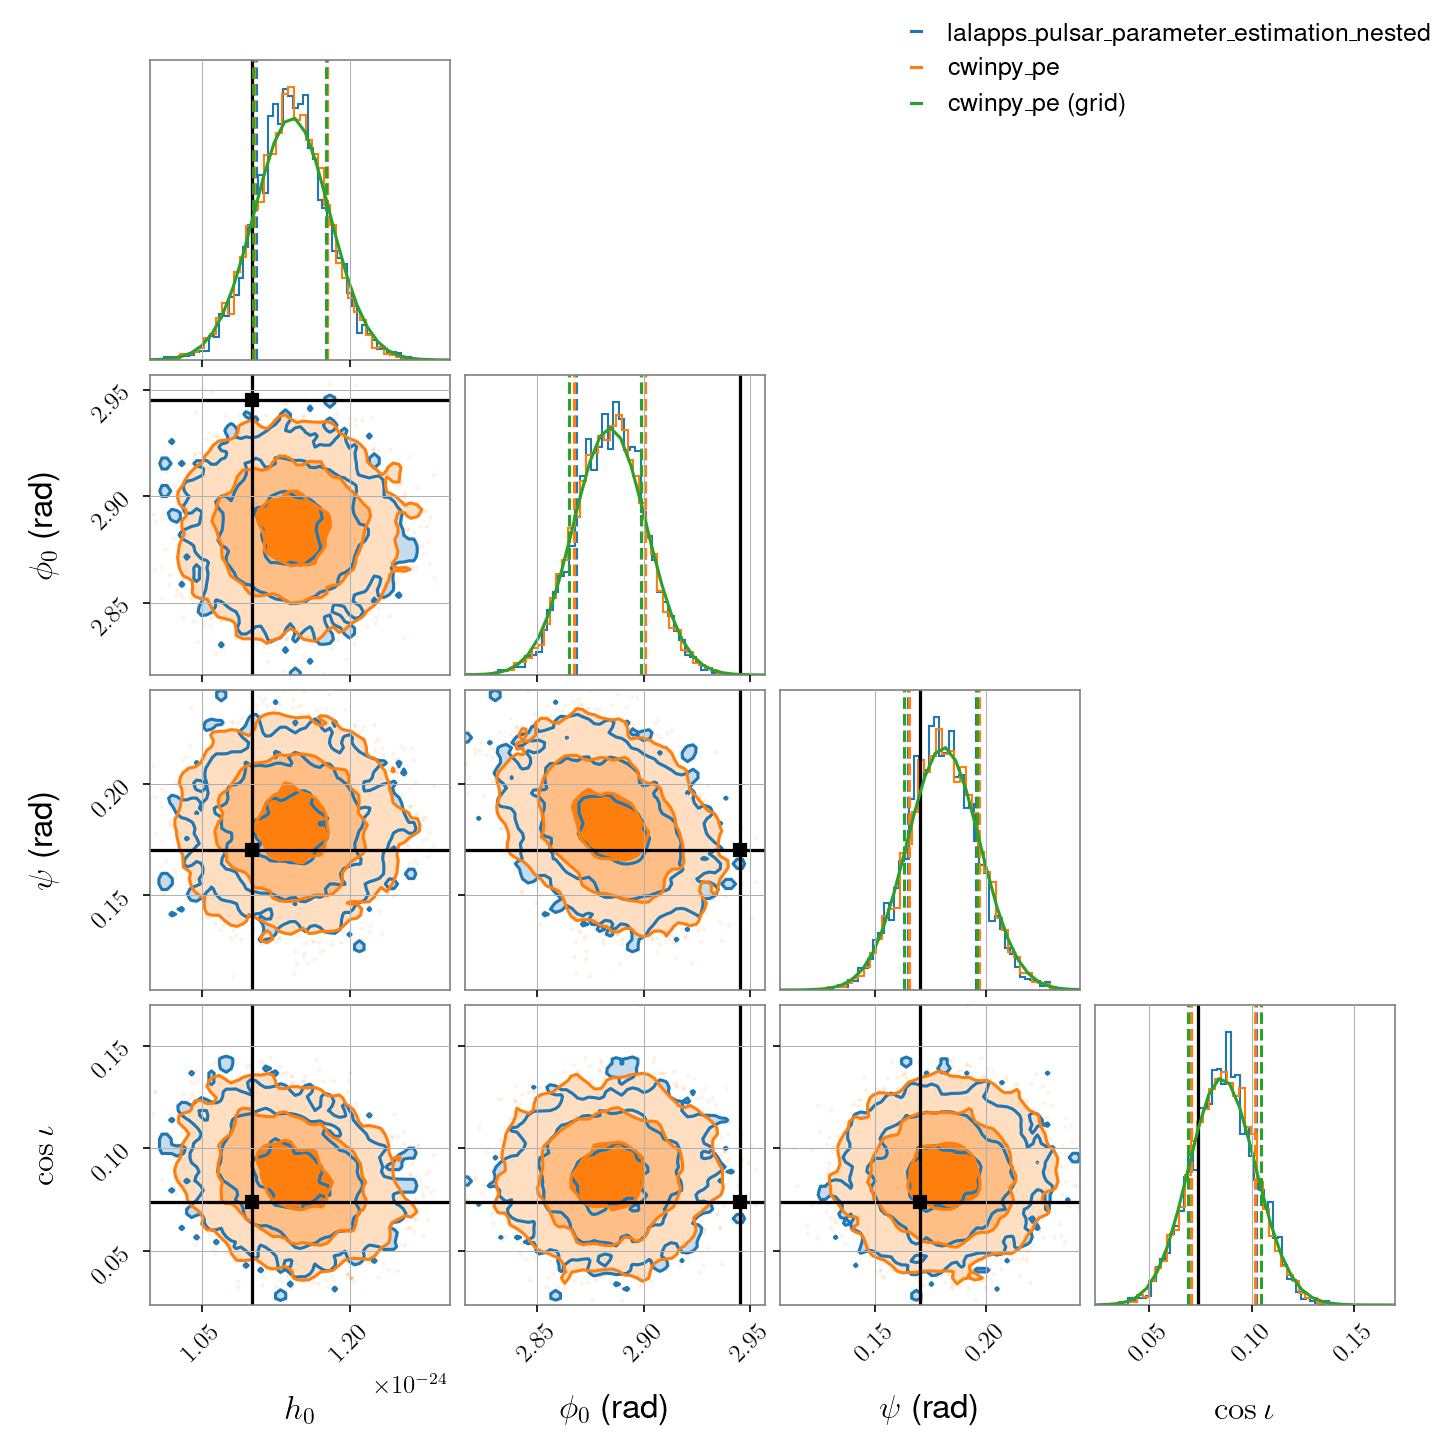 lalapps_pulsar_parameter_estimation_nested
cwinpy_pe
cwinpy_pe (grid)
2.95
2.90
2.85
ϕ₀ (rad)
0.20
0.15
ψ (rad)
0.15
0.10
0.05
cos ι
1.05
1.20
×10⁻²⁴
h₀
2.85
2.90
2.95
ϕ₀ (rad)
0.15
0.20
ψ (rad)
0.05
0.10
0.15
cos ι